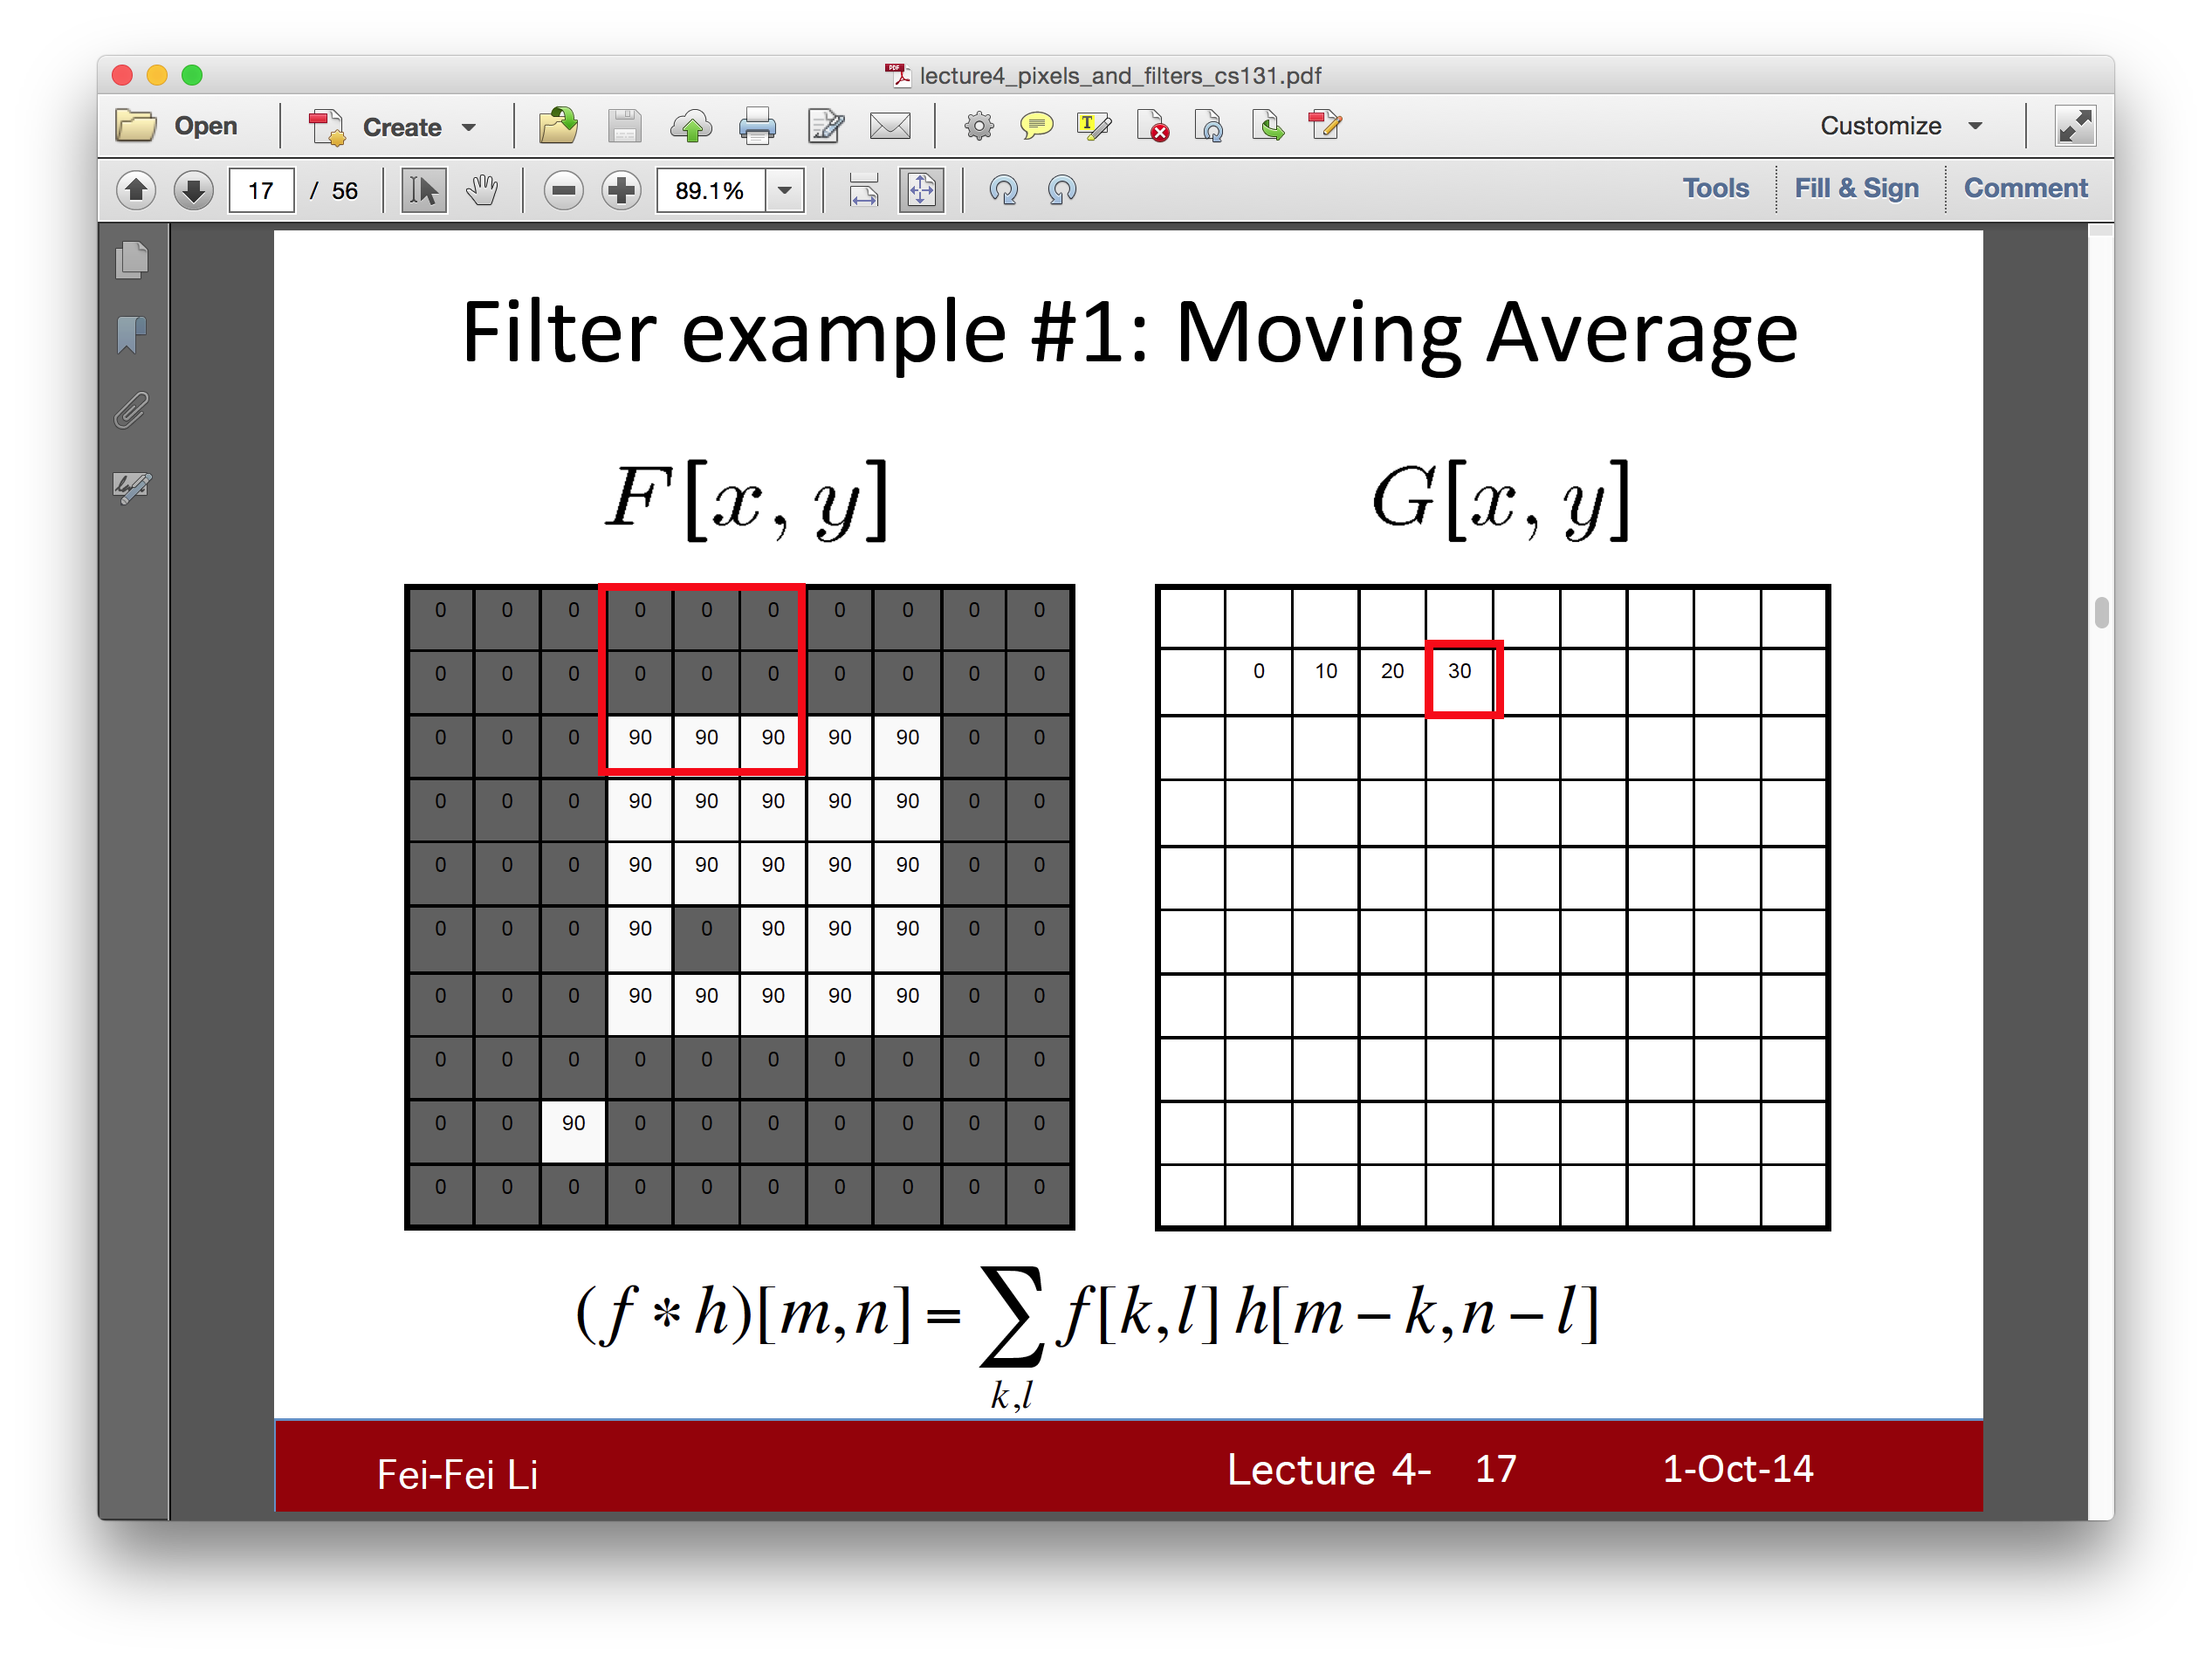 lecture4_pixels_and_filters_cs131.pdf
Open Create Customize
17 / 56 89.1% Tools Fill & Sign Comment
Filter example #1: Moving Average
F[x, y] G[x, y]
0 0 0 0 0 0 0 0 0 0
0 0 0 0 0 0 0 0 0 0 0 10 20 30
0 0 0 90 90 90 90 90 0 0
0 0 0 90 90 90 90 90 0 0
0 0 0 90 90 90 90 90 0 0
0 0 0 90 0 90 90 90 0 0
0 0 0 90 90 90 90 90 0 0
0 0 0 0 0 0 0 0 0 0
0 0 90 0 0 0 0 0 0 0
0 0 0 0 0 0 0 0 0 0
(f ∗ h)[m,n] = ∑ f[k,l] h[m − k,n − l]
k,l
Fei-Fei Li Lecture 4- 17 1-Oct-14